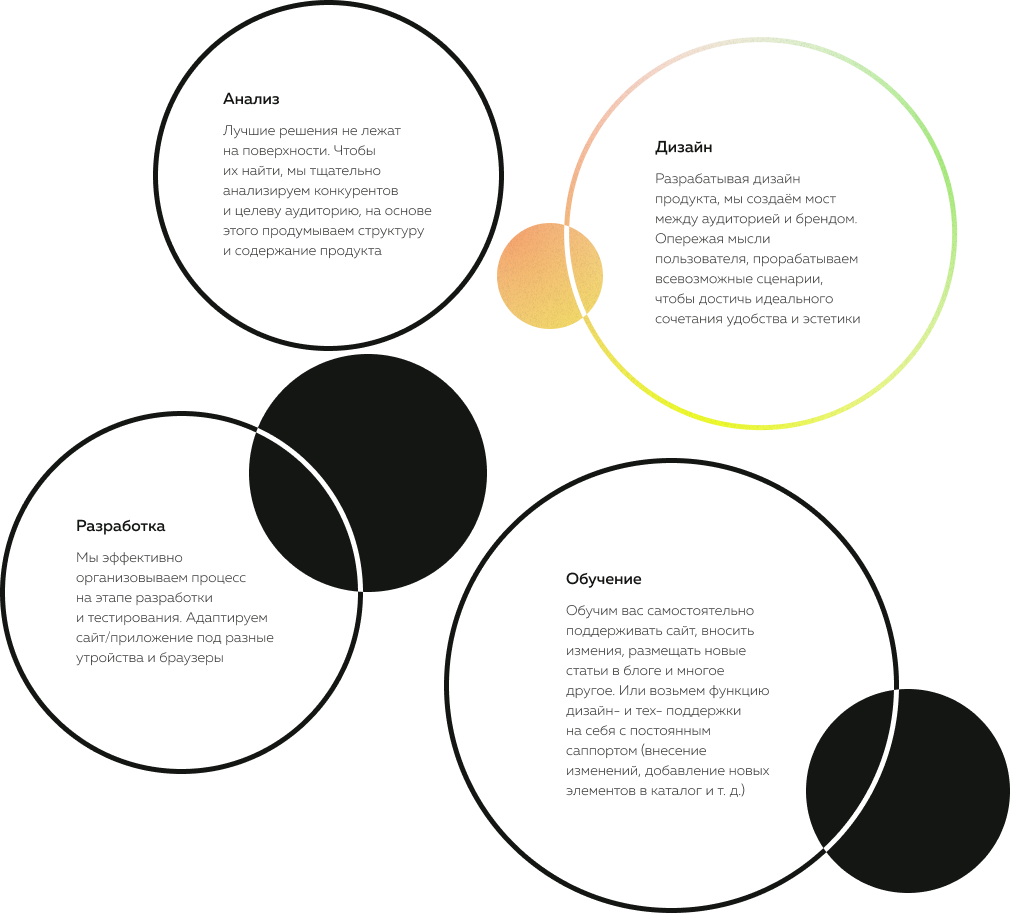 Анализ
Лучшие решения не лежат
на поверхности. Чтобы
их найти, мы тщательно
анализируем конкурентов
и целеву аудиторию, на основе
этого продумываем структуру
и содержание продукта
Дизайн
Разрабатывая дизайн
продукта, мы создаём мост
между аудиторией и брендом.
Опережая мысли
пользователя, прорабатываем
всевозможные сценарии,
чтобы достичь идеального
сочетания удобства и эстетики
Разработка
Мы эффективно
организовываем процесс
на этапе разработки
и тестирования. Адаптируем
сайт/приложение под разные
утройства и браузеры
Обучение
Обучим вас самостоятельно
поддерживать сайт, вносить
измения, размещать новые
статьи в блоге и многое
другое. Или возьмем функцию
дизайн- и тех- поддержки
на себя с постоянным
саппортом (внесение
изменений, добавление новых
элементов в каталог и т. д.)